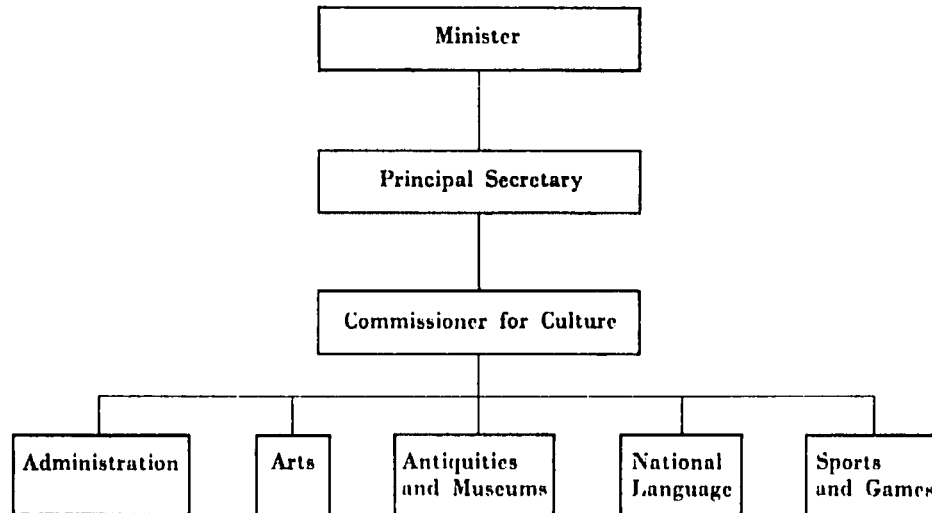 Minister
Principal Secretary
Commissioner for Culture
Administration
Arts
Antiquities
and Museums
National
Language
Sports
and Games